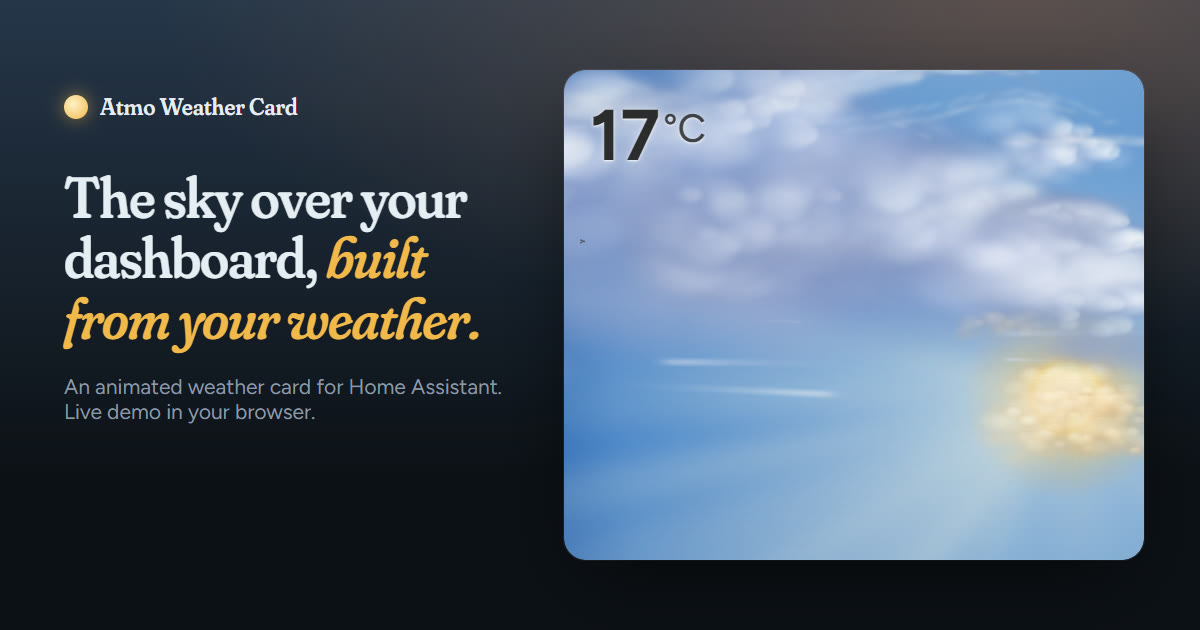 Atmo Weather Card
The sky over your
dashboard, built
from your weather.
An animated weather card for Home Assistant.
Live demo in your browser.
17°C